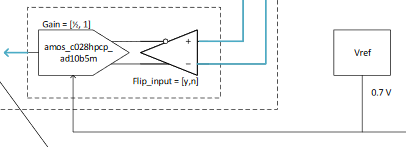 Gain = [½, 1]
amos_c028hpcp_
ad10b5m
+
−
Flip_input = [y,n]
Vref
0.7 V